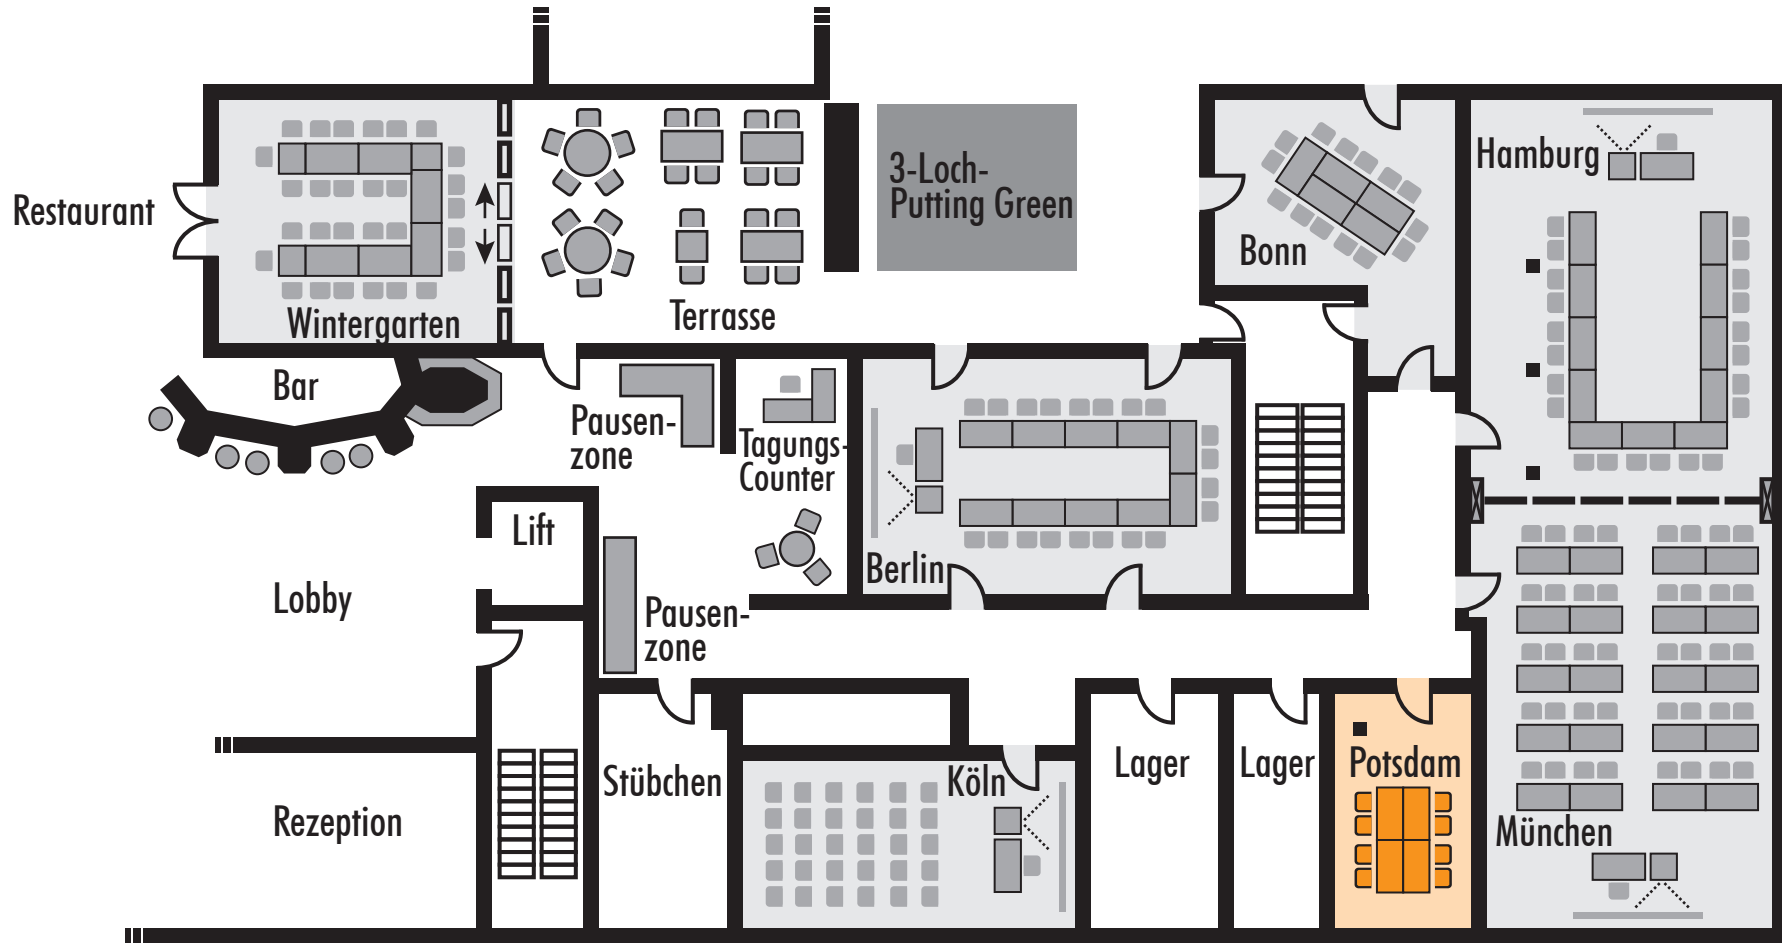 Restaurant
Wintergarten
Terrasse
3-Loch-
Putting Green
Bonn
Hamburg
Bar
Pausen-
zone
Tagungs-
Counter
Berlin
Lift
Lobby
Pausen-
zone
Rezeption
Stübchen
Köln
Lager
Lager
Potsdam
München